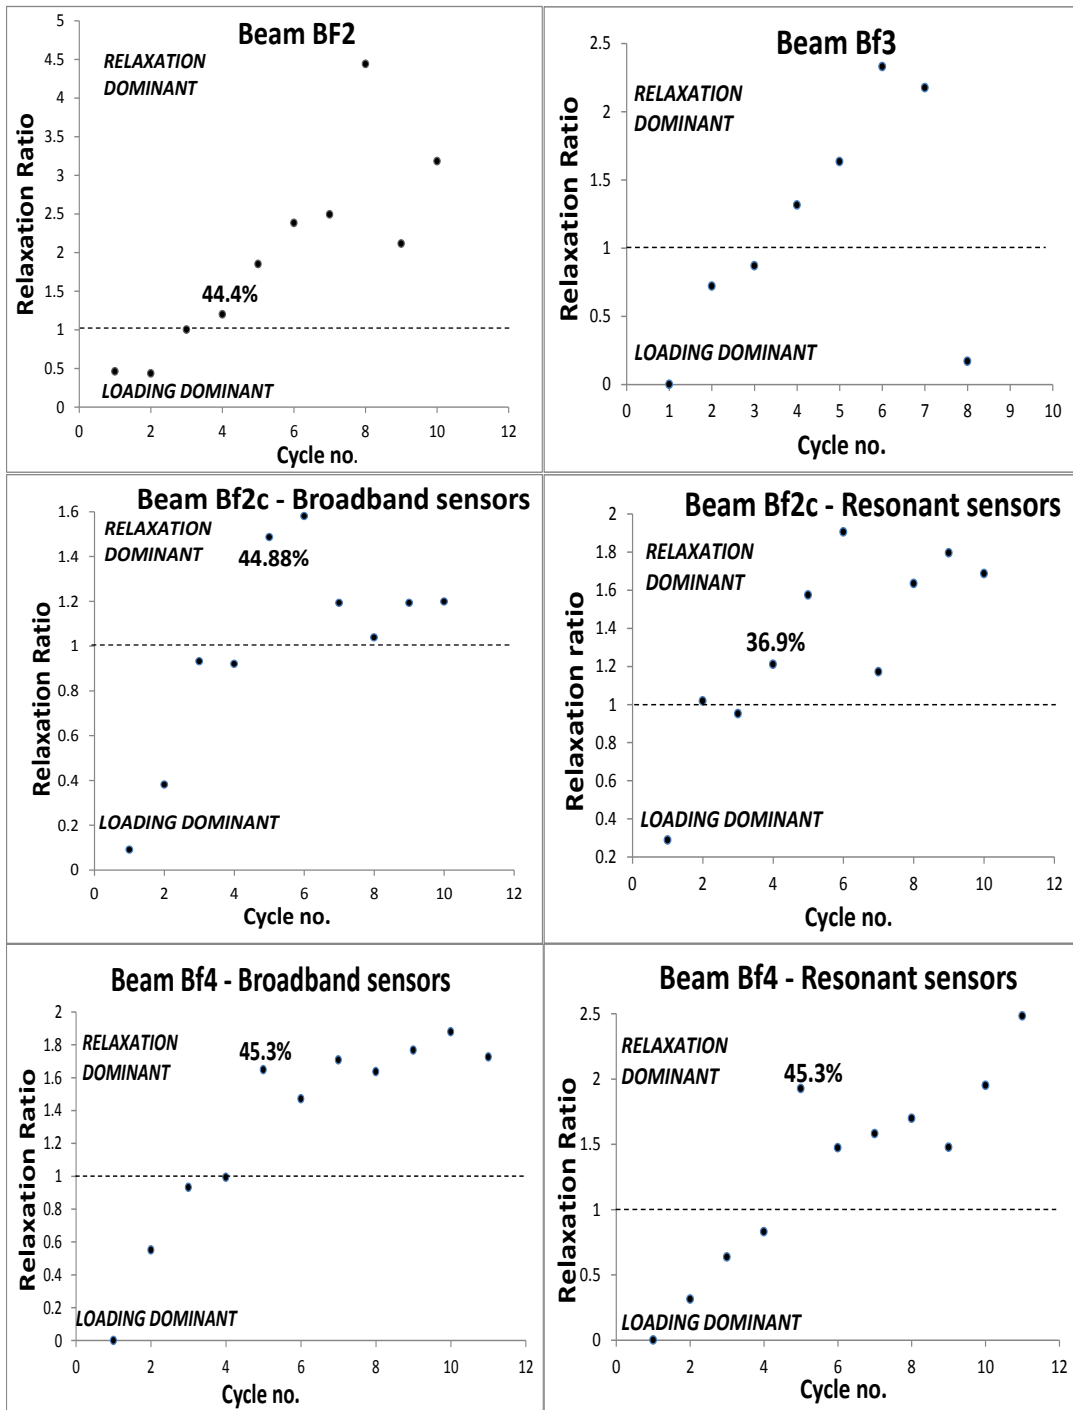 Beam BF2
RELAXATION
DOMINANT
Relaxation Ratio
5
4.5
4
3.5
3
2.5
2
1.5
1
0.5
0
44.4%
LOADING DOMINANT
0 2 4 6 8 10 12
Cycle no.
Beam Bf3
RELAXATION
DOMINANT
Relaxation Ratio
2.5
2
1.5
1
0.5
0
LOADING DOMINANT
0 1 2 3 4 5 6 7 8 9 10
Cycle no.
Beam Bf2c - Broadband sensors
RELAXATION
DOMINANT
44.88%
Relaxation Ratio
1.6
1.4
1.2
1
0.8
0.6
0.4
0.2
0
LOADING DOMINANT
0 2 4 6 8 10 12
Cycle no.
Beam Bf2c - Resonant sensors
RELAXATION
DOMINANT
36.9%
Relaxation ratio
2
1.8
1.6
1.4
1.2
1
0.8
0.6
0.4
0.2
LOADING DOMINANT
0 2 4 6 8 10 12
Cycle no.
Beam Bf4 - Broadband sensors
RELAXATION
DOMINANT
45.3%
Relaxation Ratio
2
1.8
1.6
1.4
1.2
1
0.8
0.6
0.4
0.2
0
LOADING DOMINANT
0 2 4 6 8 10 12
Cycle no.
Beam Bf4 - Resonant sensors
RELAXATION
DOMINANT
45.3%
Relaxation Ratio
2.5
2
1.5
1
0.5
0
LOADING DOMINANT
0 2 4 6 8 10 12
Cycle no.